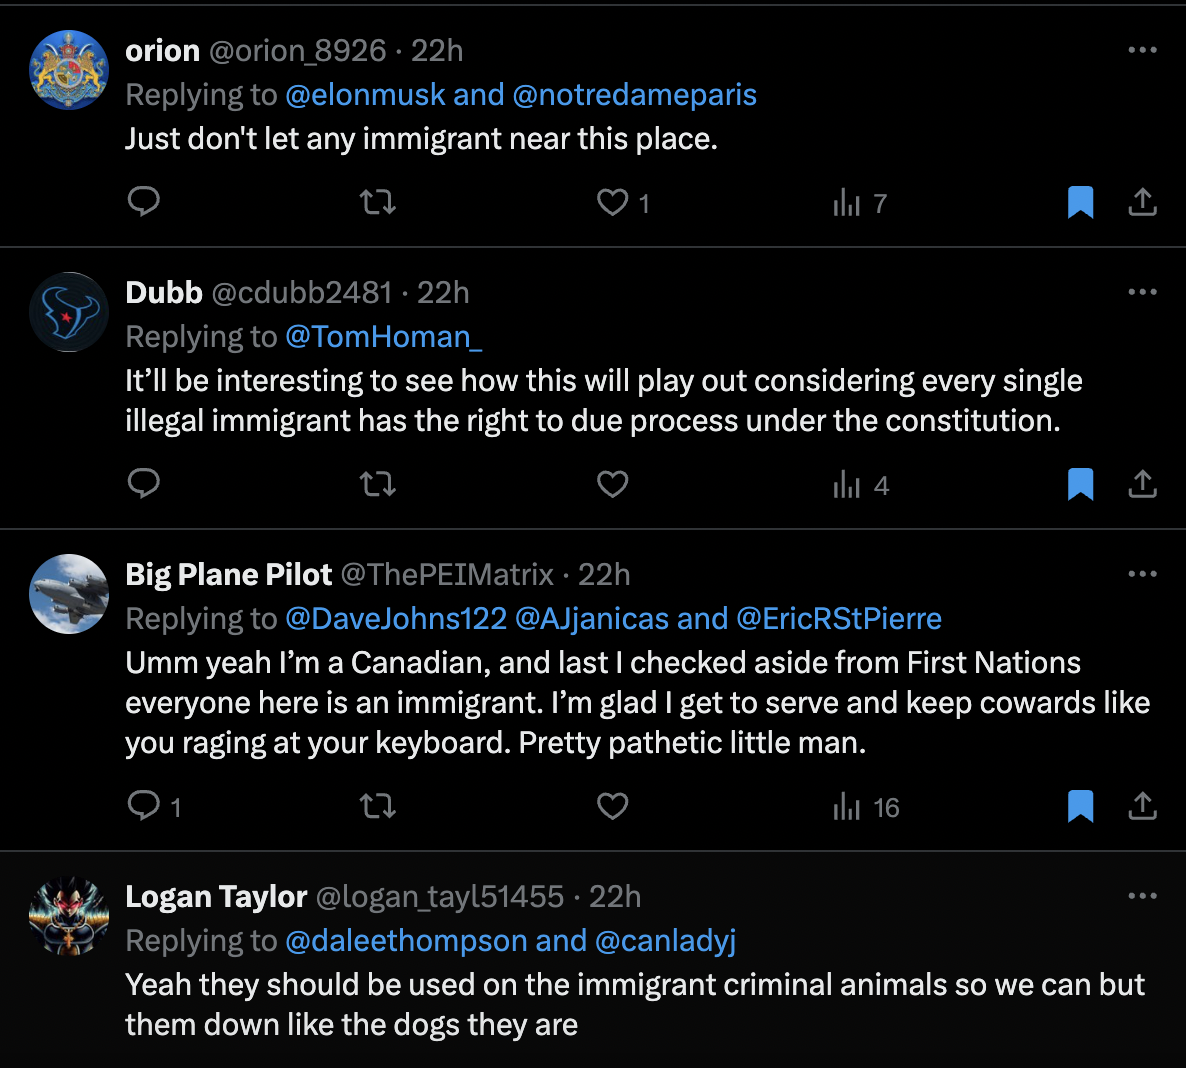 orion @orion_8926 · 22h
Replying to @elonmusk and @notredameparis
Just don't let any immigrant near this place.
1 7
Dubb @cdubb2481 · 22h
Replying to @TomHoman_
It’ll be interesting to see how this will play out considering every single
illegal immigrant has the right to due process under the constitution.
4
Big Plane Pilot @ThePEIMatrix · 22h
Replying to @DaveJohns122 @AJjanicas and @EricRStPierre
Umm yeah I’m a Canadian, and last I checked aside from First Nations
everyone here is an immigrant. I’m glad I get to serve and keep cowards like
you raging at your keyboard. Pretty pathetic little man.
1 16
Logan Taylor @logan_tayl51455 · 22h
Replying to @daleethompson and @canladyj
Yeah they should be used on the immigrant criminal animals so we can but
them down like the dogs they are